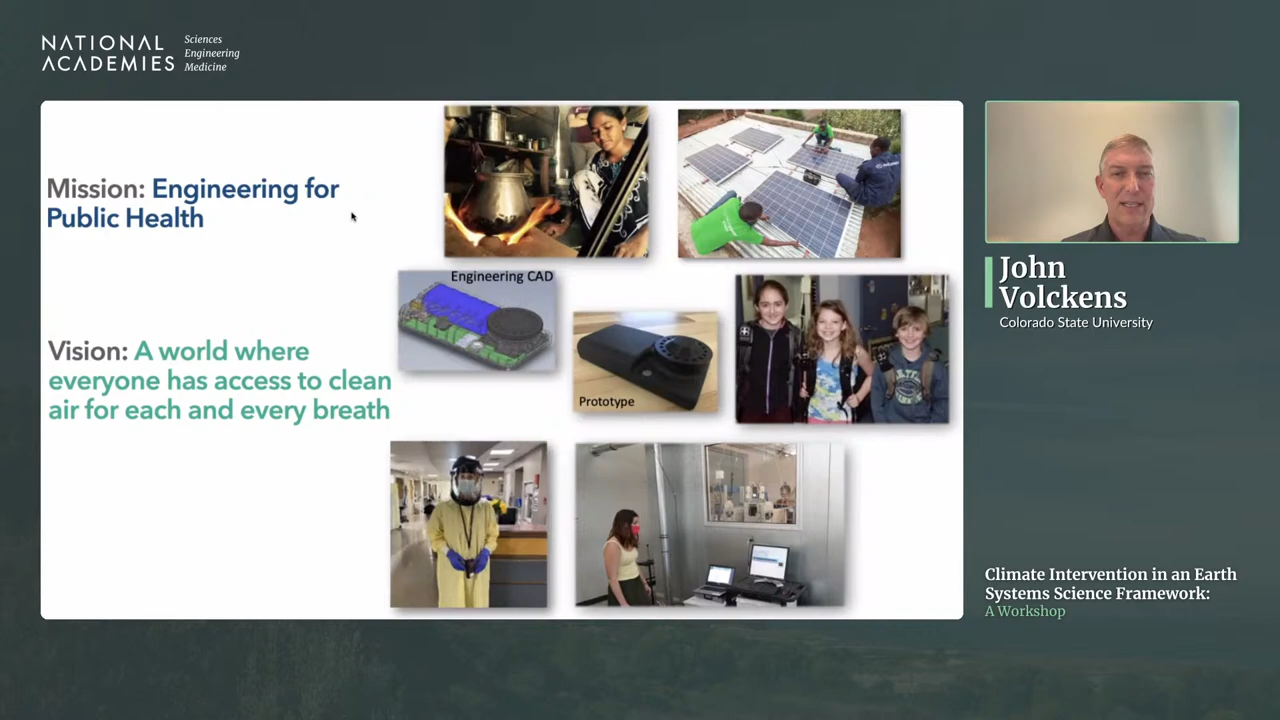 NATIONAL
ACADEMIES
Sciences
Engineering
Medicine
Mission: Engineering for
Public Health
Vision: A world where
everyone has access to clean
air for each and every breath
Engineering CAD
Prototype
John
Volckens
Colorado State University
Climate Intervention in an Earth
Systems Science Framework:
A Workshop